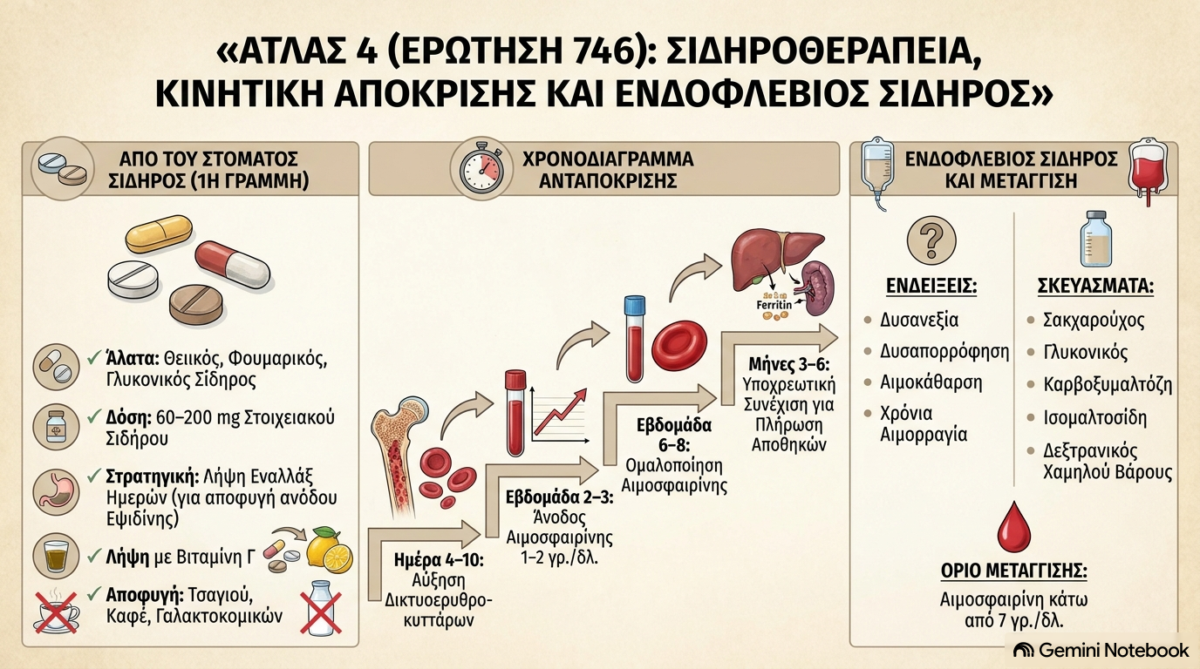 «ΑΤΛΑΣ 4 (ΕΡΩΤΗΣΗ 746): ΣΙΔΗΡΟΘΕΡΑΠΕΙΑ,
ΚΙΝΗΤΙΚΗ ΑΠΟΚΡΙΣΗΣ ΚΑΙ ΕΝΔΟΦΛΕΒΙΟΣ ΣΙΔΗΡΟΣ»
ΑΠΟ ΤΟΥ ΣΤΟΜΑΤΟΣ
ΣΙΔΗΡΟΣ (1Η ΓΡΑΜΜΗ)
✓ Άλατα: Θειικός, Φουμαρικός,
Γλυκονικός Σίδηρος
✓ Δόση: 60–200 mg Στοιχειακού
Σιδήρου
✓ Στρατηγική: Λήψη Εναλλάξ
Ημερών (για αποφυγή ανόδου
Εψιδίνης)
✓ Λήψη με Βιταμίνη Γ
✓ Αποφυγή: Τσαγιού,
Καφέ, Γαλακτοκομικών
ΧΡΟΝΟΔΙΑΓΡΑΜΜΑ
ΑΝΤΑΠΟΚΡΙΣΗΣ
Ημέρα 4–10:
Αύξηση
Δικτυοερυθρο-
κυττάρων
Εβδομάδα 2–3:
Άνοδος
Αιμοσφαιρίνης
1–2 γρ./δλ.
Εβδομάδα
6–8:
Ομαλοποίηση
Αιμοσφαιρίνης
Ferritin
Μήνες 3–6:
Υποχρεωτική
Συνέχιση για
Πλήρωση
Αποθηκών
ΕΝΔΟΦΛΕΒΙΟΣ ΣΙΔΗΡΟΣ
ΚΑΙ ΜΕΤΑΓΓΙΣΗ
?
ΕΝΔΕΙΞΕΙΣ:
• Δυσανεξία
• Δυσαπορρόφηση
• Αιμοκάθαρση
• Χρόνια
Αιμορραγία
ΣΚΕΥΑΣΜΑΤΑ:
• Σακχαρούχος
• Γλυκονικός
• Καρβοξυμαλτόζη
• Ισομαλτοσίδη
• Δεξτρανικός
Χαμηλού Βάρους
ΟΡΙΟ ΜΕΤΑΓΓΙΣΗΣ:
Αιμοσφαιρίνη κάτω
από 7 γρ./δλ.
Gemini Notebook